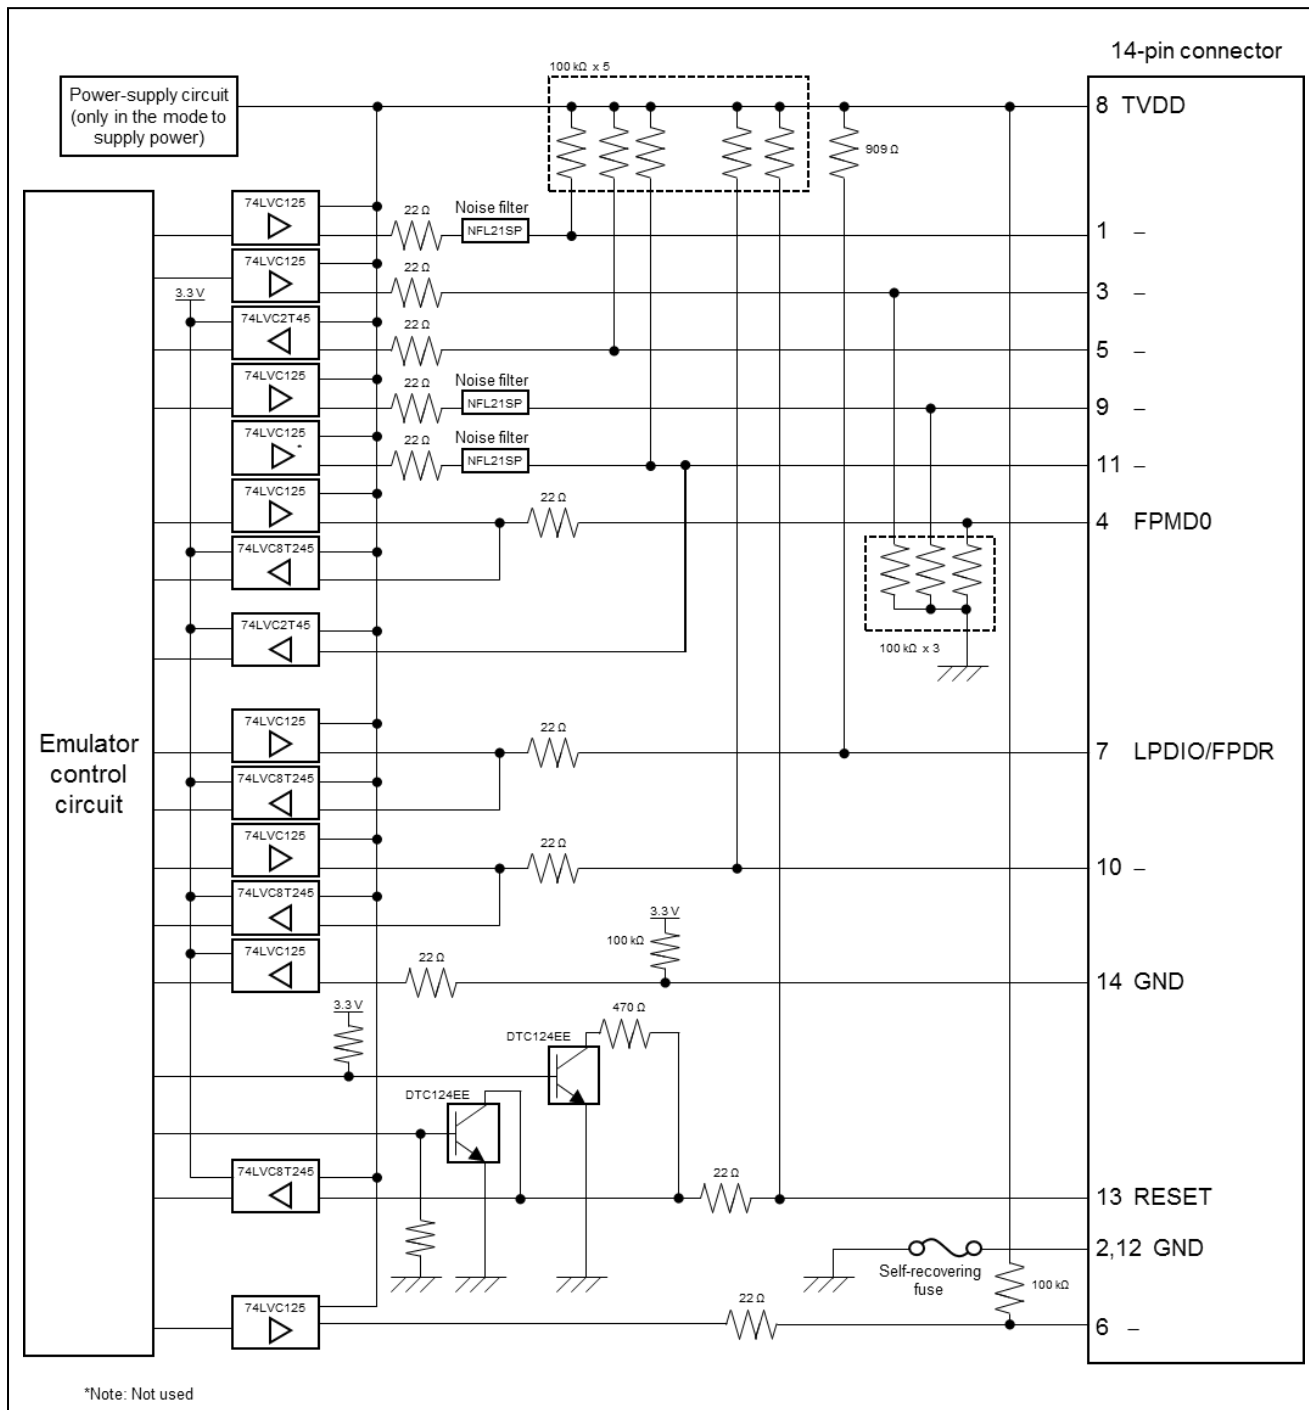 14-pin connector
100 kΩ x 5
Power-supply circuit
(only in the mode to
supply power)
8 TVDD
909 Ω
74LVC125
22 Ω
Noise filter
NFL21SP
1 –
74LVC125
22 Ω
3 –
3.3 V
74LVC2T45
22 Ω
5 –
74LVC125
22 Ω
Noise filter
NFL21SP
9 –
74LVC125
*
22 Ω
Noise filter
NFL21SP
11 –
74LVC125
22 Ω
4 FPMD0
74LVC8T245
74LVC2T45
100 kΩ x 3
Emulator
control
circuit
74LVC125
22 Ω
7 LPDIO/FPDR
74LVC8T245
74LVC125
22 Ω
10 –
74LVC8T245
3.3 V
100 kΩ
74LVC125
22 Ω
14 GND
3.3 V
470 Ω
DTC124EE
DTC124EE
74LVC8T245
22 Ω
13 RESET
2,12 GND
Self-recovering
fuse
100 kΩ
74LVC125
22 Ω
6 –
*Note: Not used